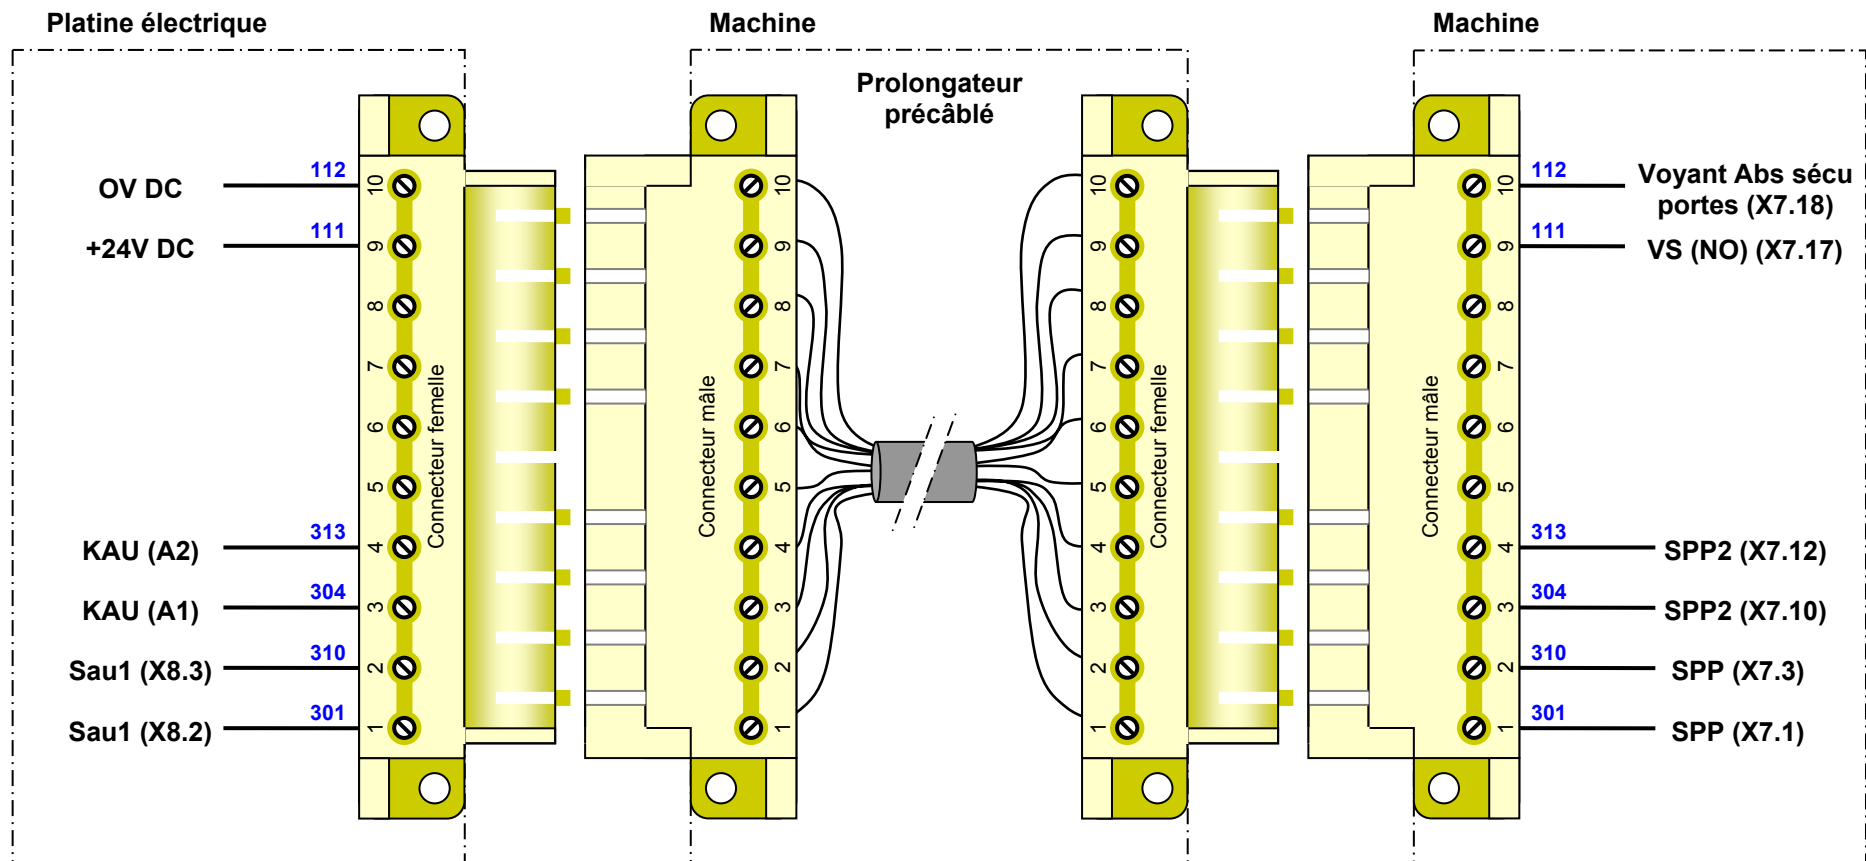 Platine électrique
Machine
Machine
Prolongateur
précâblé
OV DC
112
+24V DC
111
KAU (A2)
313
KAU (A1)
304
Sau1 (X8.3)
310
Sau1 (X8.2)
301
10
9
8
7
6
5
4
3
2
1
Connecteur femelle
Connecteur mâle
10
9
8
7
6
5
4
3
2
1
10
9
8
7
6
5
4
3
2
1
Connecteur femelle
Connecteur mâle
10
9
8
7
6
5
4
3
2
1
112
Voyant Abs sécu
portes (X7.18)
111
VS (NO) (X7.17)
313
SPP2 (X7.12)
304
SPP2 (X7.10)
310
SPP (X7.3)
301
SPP (X7.1)